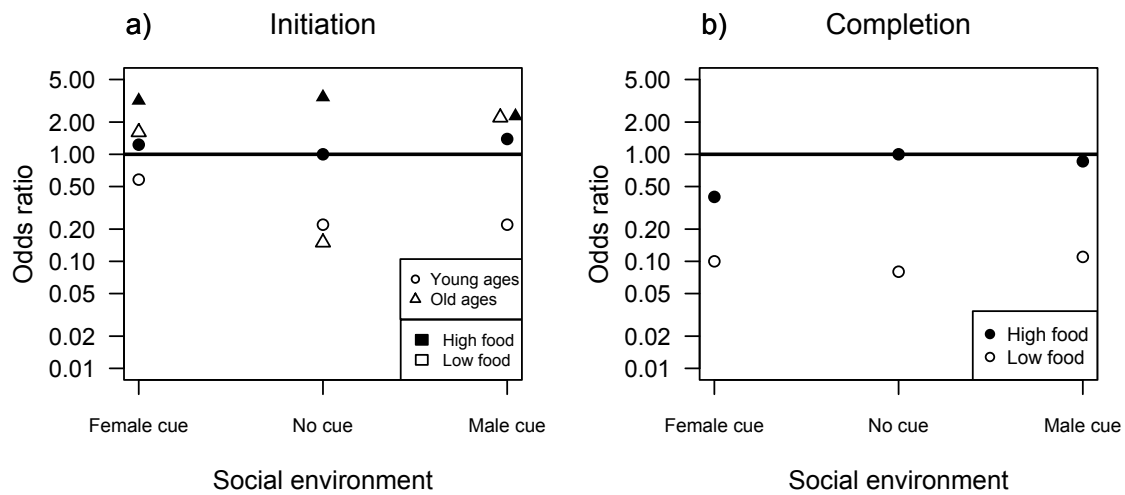 a) Initiation
Odds ratio
5.00
2.00
1.00
0.50
0.20
0.10
0.05
0.02
0.01
Young ages
Old ages
High food
Low food
Female cue No cue Male cue
Social environment
b) Completion
Odds ratio
5.00
2.00
1.00
0.50
0.20
0.10
0.05
0.02
0.01
High food
Low food
Female cue No cue Male cue
Social environment